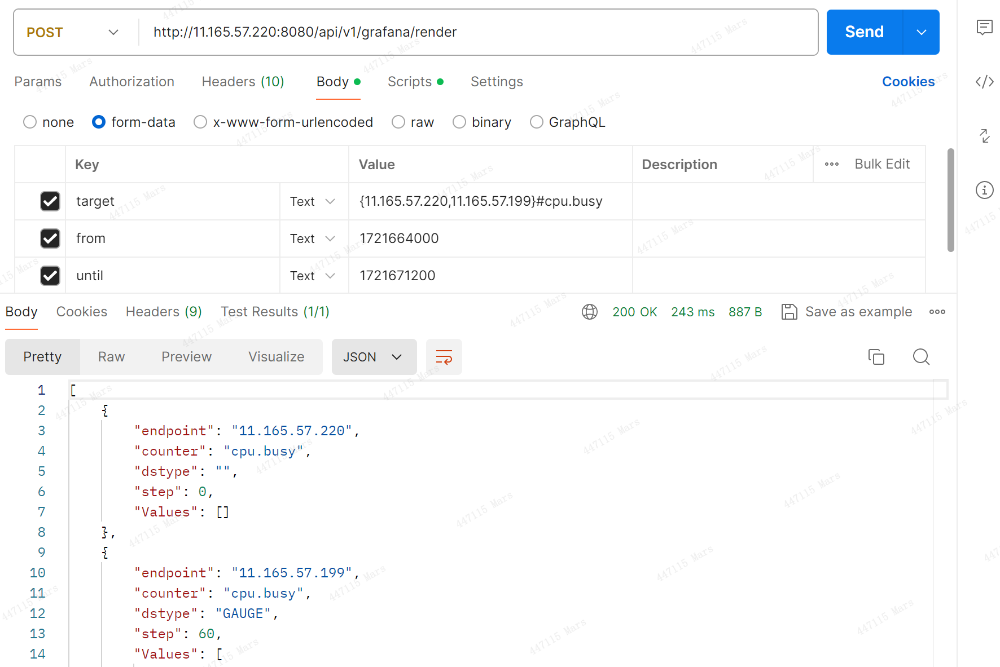 POST http://11.165.57.220:8080/api/v1/grafana/render Send
Params Authorization Headers (10) Body Scripts Settings Cookies
none form-data x-www-form-urlencoded raw binary GraphQL
Key Value Description Bulk Edit
target Text {11.165.57.220,11.165.57.199}#cpu.busy
from Text 1721664000
until Text 1721671200
Body Cookies Headers (9) Test Results (1/1) 200 OK 243 ms 887 B Save as example
Pretty Raw Preview Visualize JSON
1 [
2 {
3 "endpoint": "11.165.57.220",
4 "counter": "cpu.busy",
5 "dstype": "",
6 "step": 0,
7 "Values": []
8 },
9 {
10 "endpoint": "11.165.57.199",
11 "counter": "cpu.busy",
12 "dstype": "GAUGE",
13 "step": 60,
14 "Values": [
447115 Mars